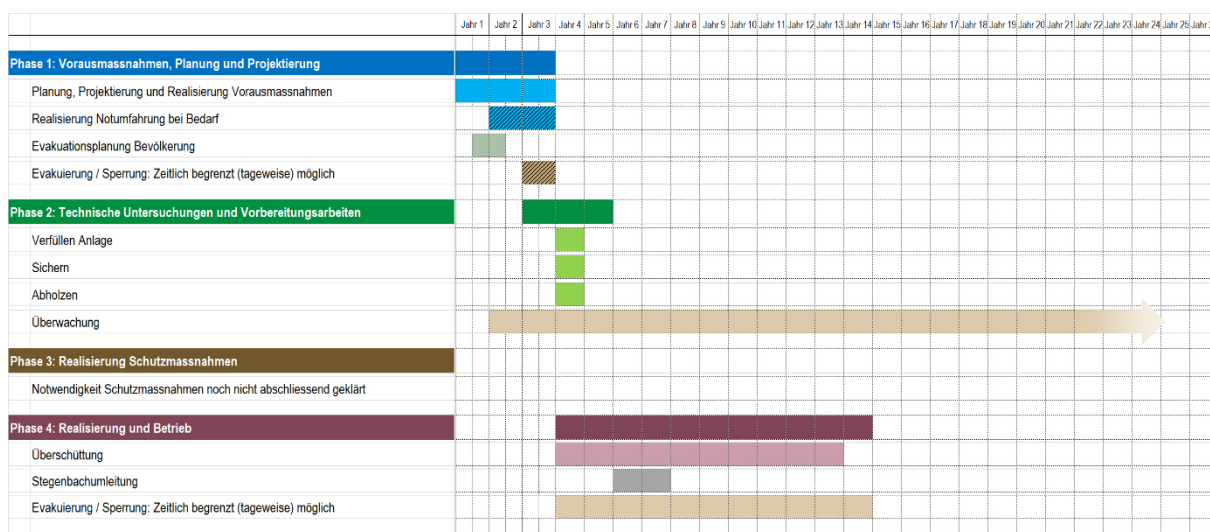 Jahr 1 Jahr 2 Jahr 3 Jahr 4 Jahr 5 Jahr 6 Jahr 7 Jahr 8 Jahr 9 Jahr 10 Jahr 11 Jahr 12 Jahr 13 Jahr 14 Jahr 15 Jahr 16 Jahr 17 Jahr 18 Jahr 19 Jahr 20 Jahr 21 Jahr 22 Jahr 23 Jahr 24 Jahr 25 Jahr
Phase 1: Vorausmassnahmen, Planung und Projektierung
Planung, Projektierung und Realisierung Vorausmassnahmen
Realisierung Notumfahrung bei Bedarf
Evakuationsplanung Bevölkerung
Evakuierung / Sperrung: Zeitlich begrenzt (tageweise) möglich
Phase 2: Technische Untersuchungen und Vorbereitungsarbeiten
Verfüllen Anlage
Sichern
Abholzen
Überwachung
Phase 3: Realisierung Schutzmassnahmen
Notwendigkeit Schutzmassnahmen noch nicht abschliessend geklärt
Phase 4: Realisierung und Betrieb
Überschüttung
Stegenbachumleitung
Evakuierung / Sperrung: Zeitlich begrenzt (tageweise) möglich